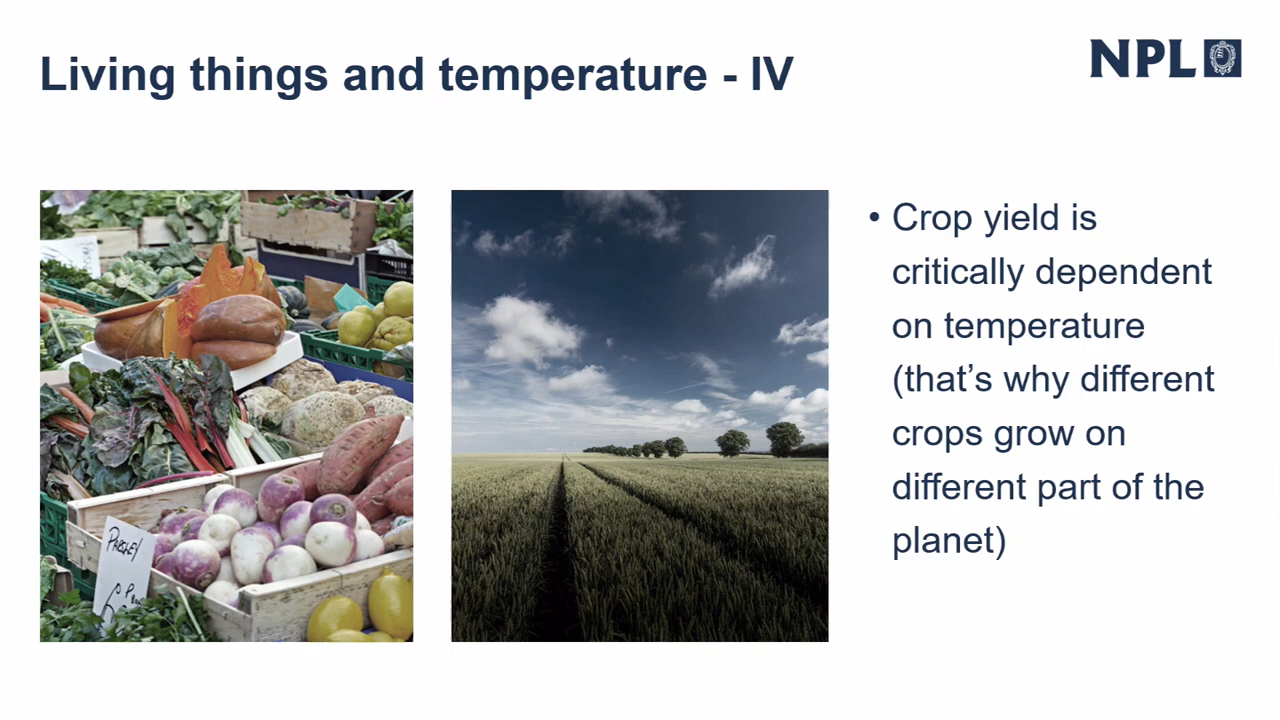 Living things and temperature - IV
NPL
• Crop yield is
critically dependent
on temperature
(that’s why different
crops grow on
different part of the
planet)
PARSLEY